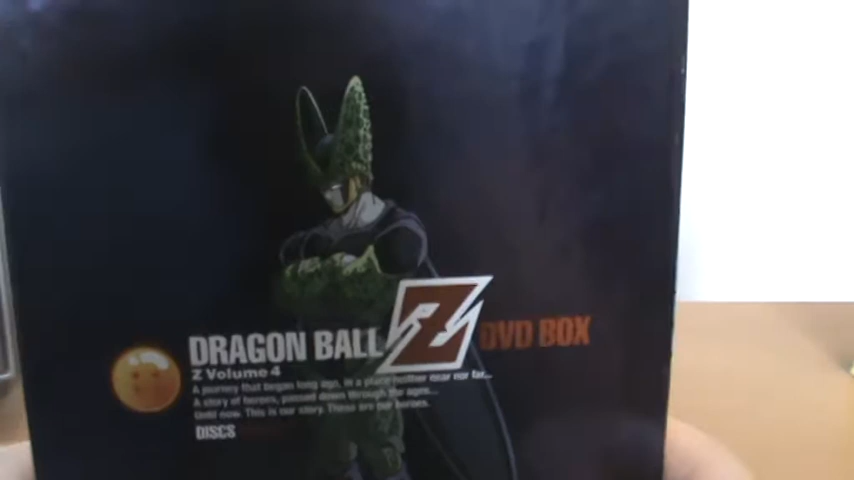 DRAGON BALL Z DVD BOX
Z Volume 4
A journey that began long ago, in a place neither near nor far...
A story of heroes, passed down through the ages...
Until now. This is our story. These are our heroes.
DISCS